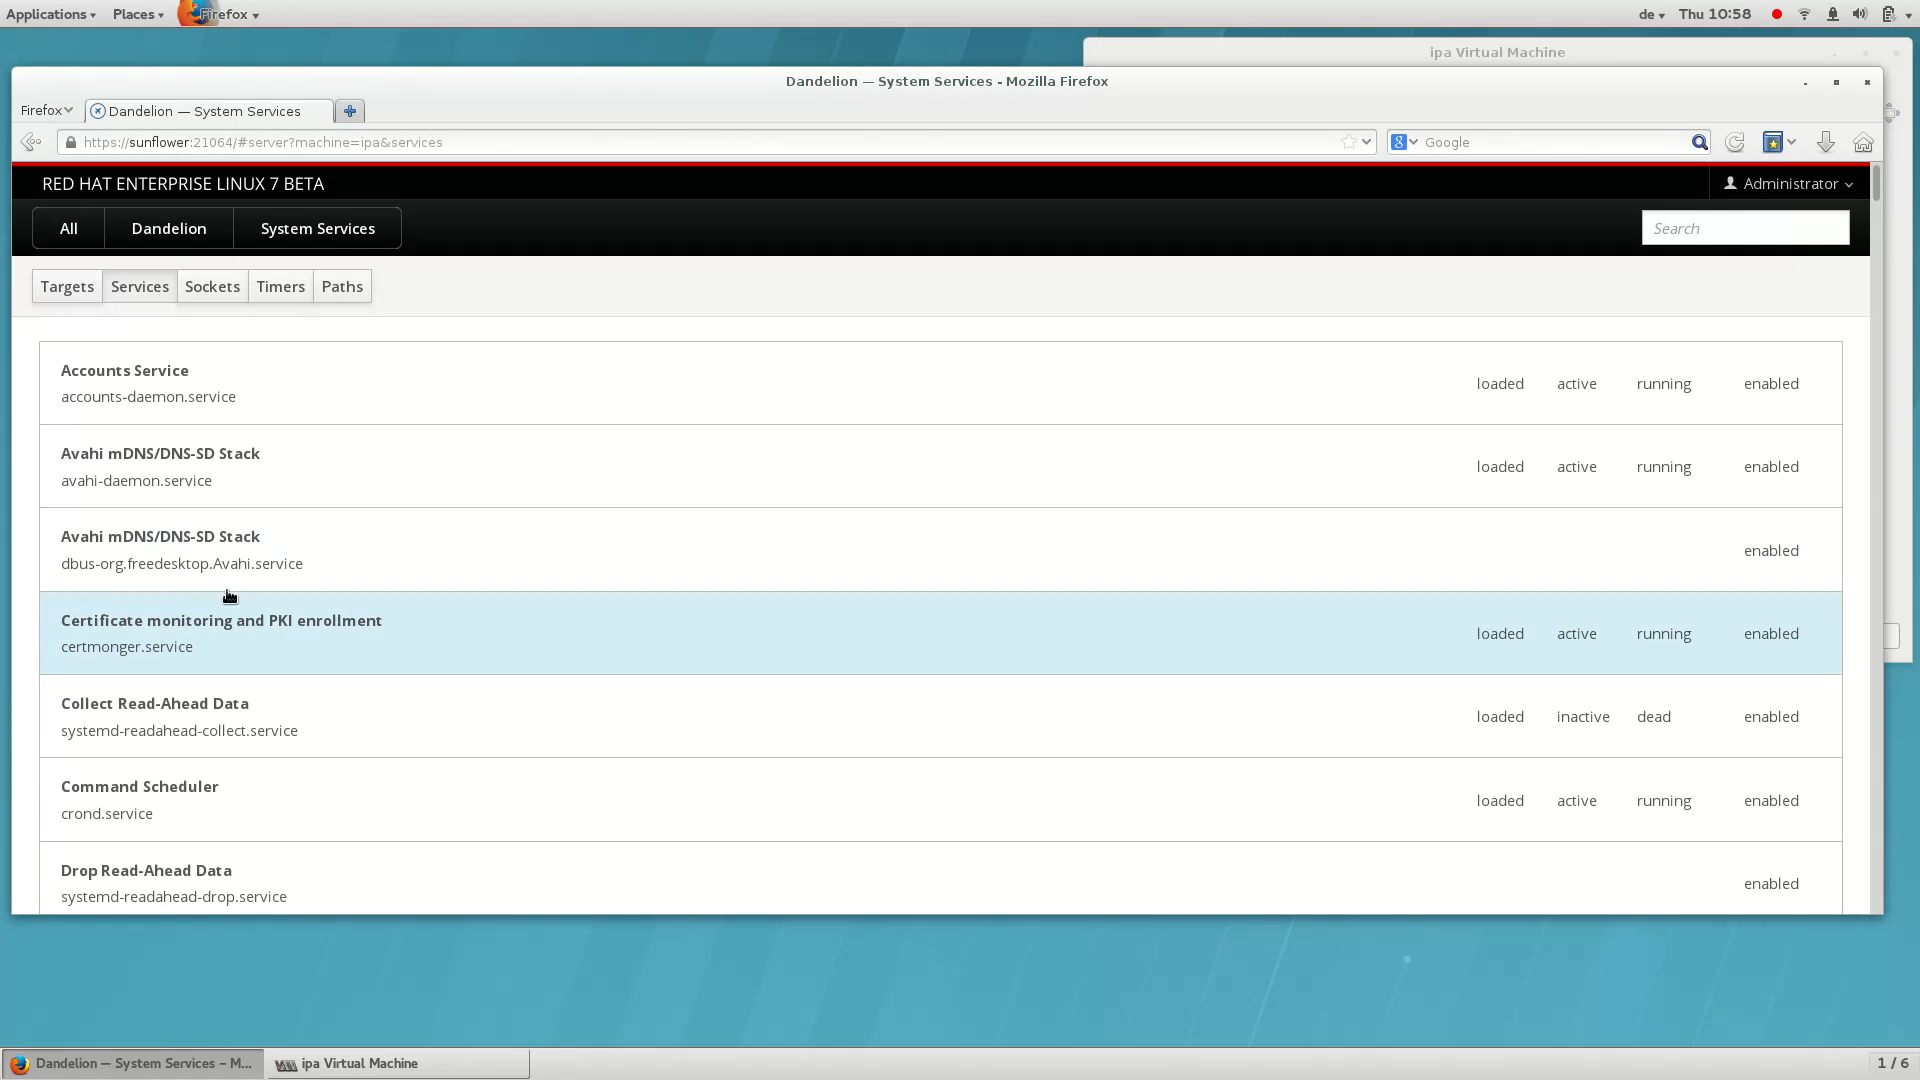 Applications Places Firefox de Thu 10:58
ipa Virtual Machine
Dandelion — System Services - Mozilla Firefox
Firefox Dandelion — System Services
https://sunflower:21064/#server?machine=ipa&services 8 Google
RED HAT ENTERPRISE LINUX 7 BETA Administrator
All Dandelion System Services Search
Targets Services Sockets Timers Paths
Accounts Service
accounts-daemon.service loaded active running enabled
Avahi mDNS/DNS-SD Stack
avahi-daemon.service loaded active running enabled
Avahi mDNS/DNS-SD Stack
dbus-org.freedesktop.Avahi.service enabled
Certificate monitoring and PKI enrollment
certmonger.service loaded active running enabled
Collect Read-Ahead Data
systemd-readahead-collect.service loaded inactive dead enabled
Command Scheduler
crond.service loaded active running enabled
Drop Read-Ahead Data
systemd-readahead-drop.service enabled
Dandelion — System Services – M... ipa Virtual Machine 1 / 6